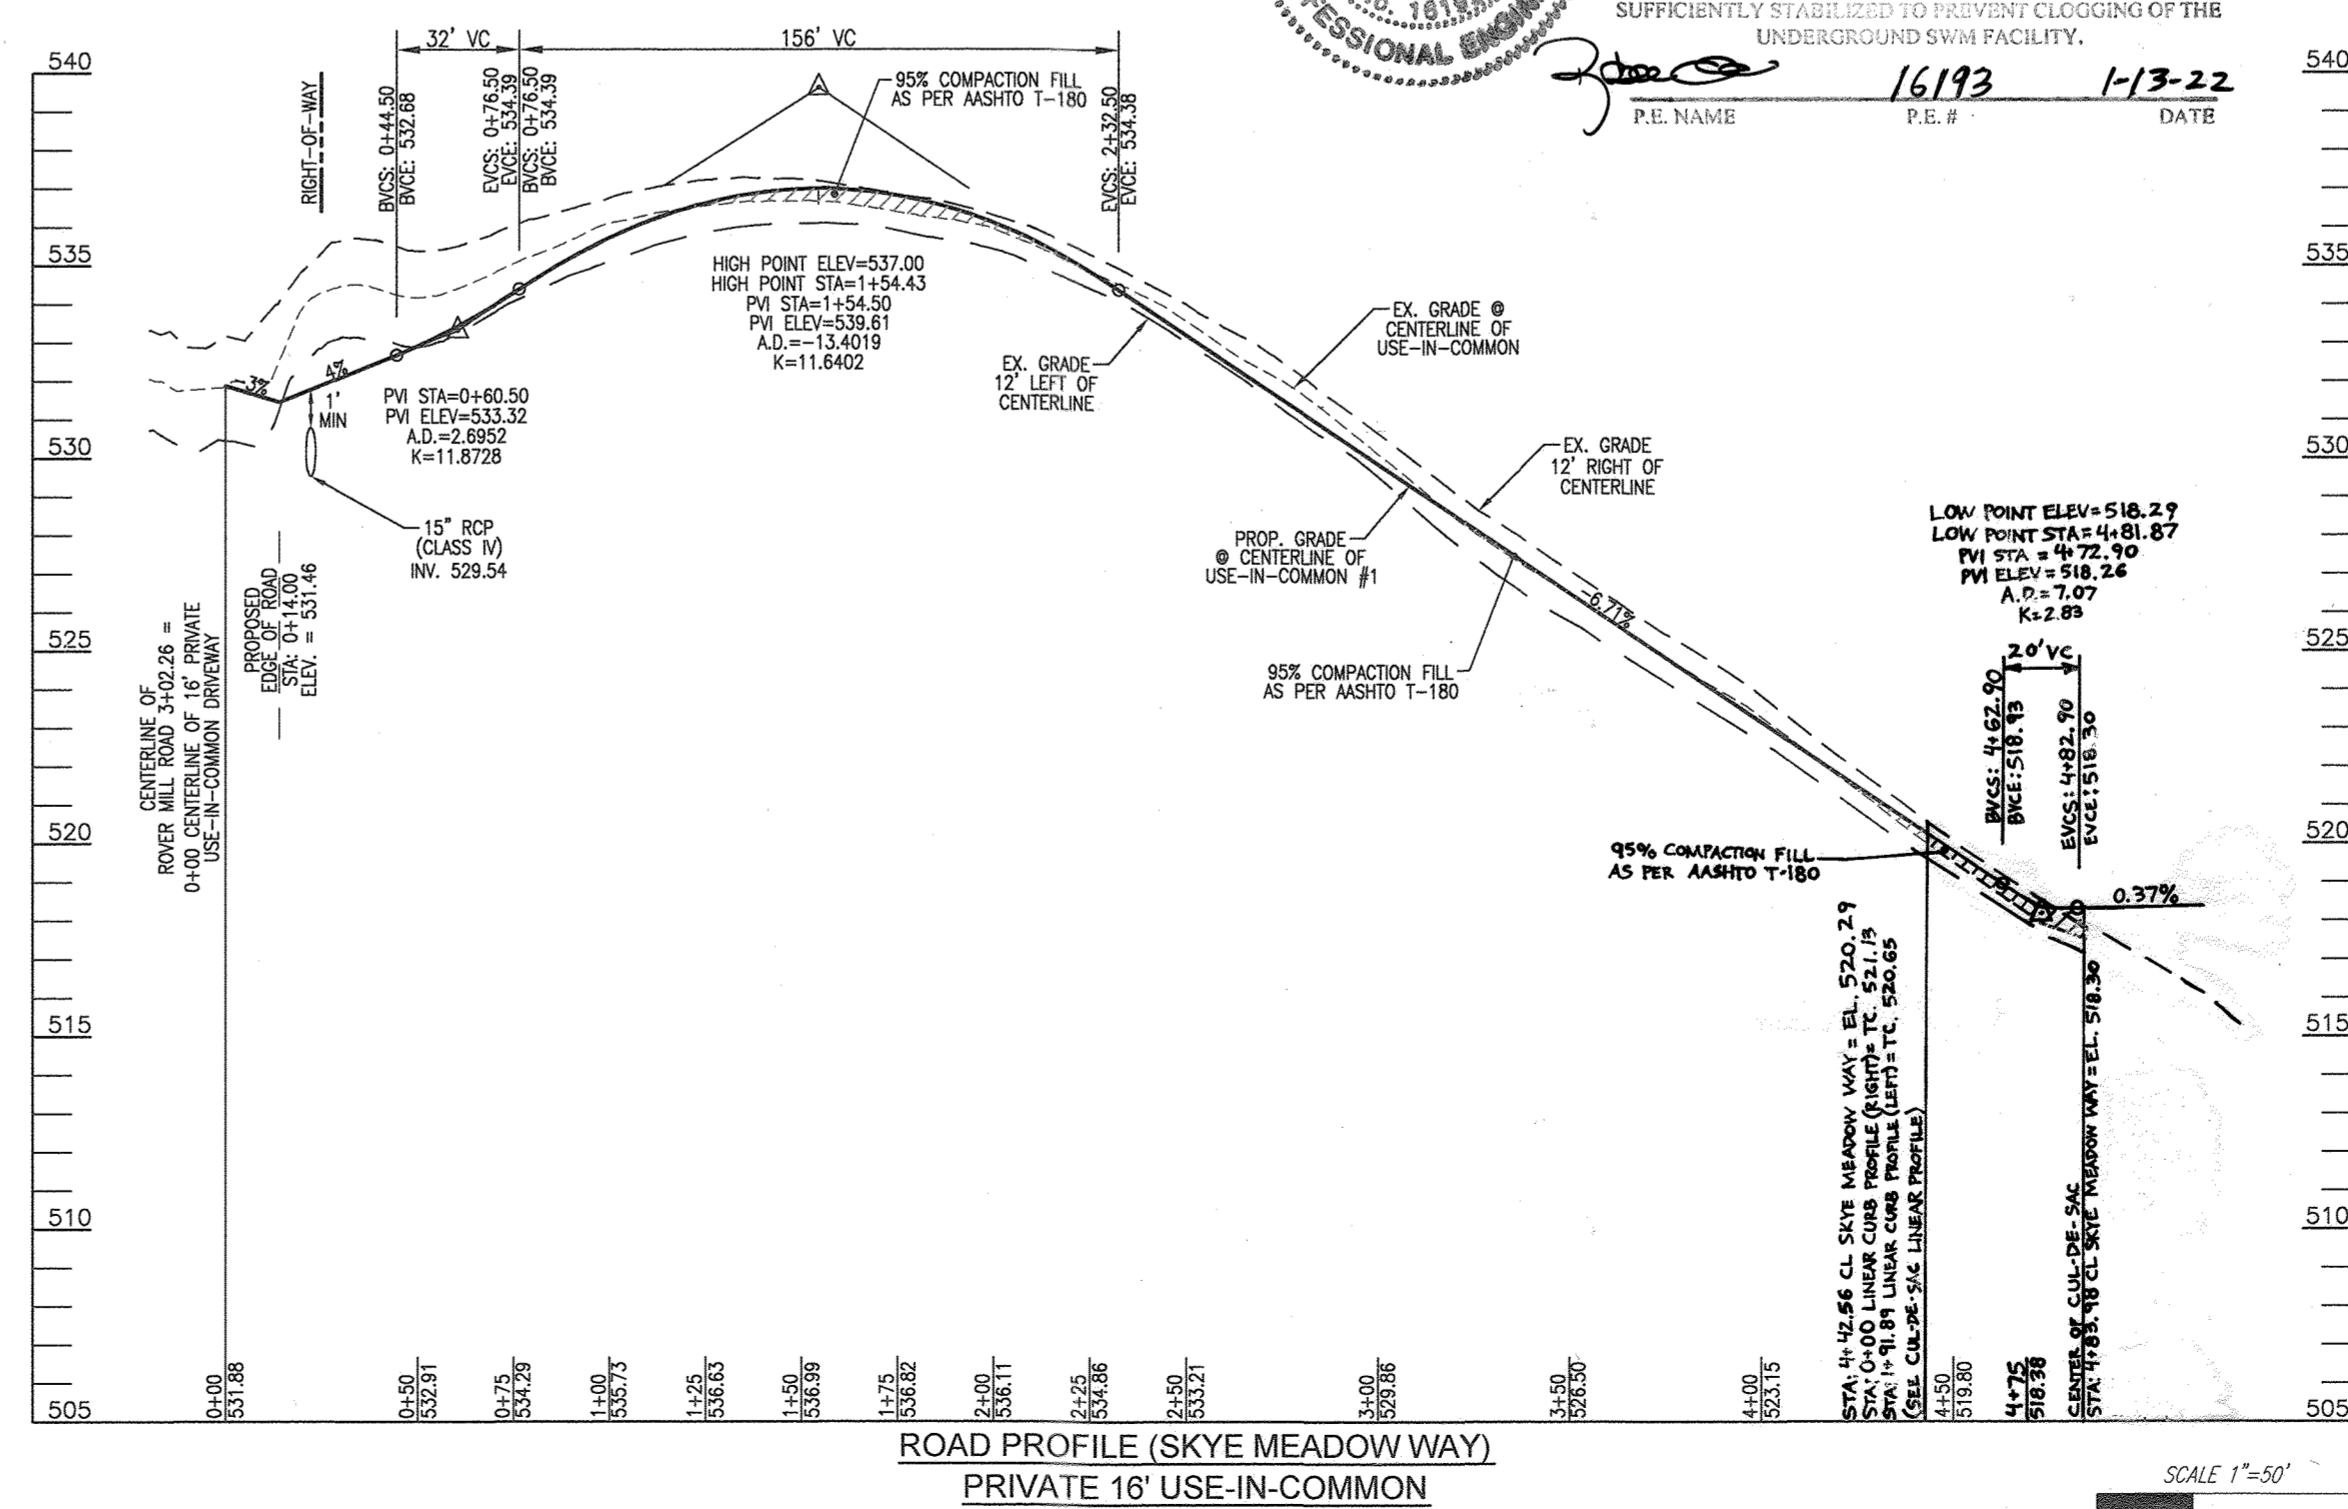 NO. 16193
PROFESSIONAL ENGIN
SUFFICIENTLY STABILIZED TO PREVENT CLOGGING OF THE
UNDERGROUND SWM FACILITY.
16193
1-13-22
P.E. NAME
P.E. #
DATE
540
535
530
525
520
515
510
505
540
535
530
525
520
515
510
505
32' VC
156' VC
RIGHT-OF-WAY
BVCS: 0+44.50
BVCE: 532.68
EVCS: 0+76.50
EVCE: 534.39
BVCS: 0+76.50
BVCE: 534.39
95% COMPACTION FILL
AS PER AASHTO T-180
EVCS: 2+32.50
EVCE: 534.38
HIGH POINT ELEV=537.00
HIGH POINT STA=1+54.43
PVI STA=1+54.50
PVI ELEV=539.61
A.D.=-13.4019
K=11.6402
-3%
4%
1'
MIN
PVI STA=0+60.50
PVI ELEV=533.32
A.D.=2.6952
K=11.8728
15" RCP
(CLASS IV)
INV. 529.54
EX. GRADE
12' LEFT OF
CENTERLINE
EX. GRADE @
CENTERLINE OF
USE-IN-COMMON
EX. GRADE
12' RIGHT OF
CENTERLINE
PROP. GRADE
@ CENTERLINE OF
USE-IN-COMMON #1
-6.71%
95% COMPACTION FILL
AS PER AASHTO T-180
CENTERLINE OF
ROVER MILL ROAD 3+02.26 =
0+00 CENTERLINE OF 16' PRIVATE
USE-IN-COMMON DRIVEWAY
PROPOSED
EDGE OF ROAD
STA: 0+14.00
ELEV. = 531.46
LOW POINT ELEV=518.29
LOW POINT STA=4+81.87
PVI STA = 4+72.90
PVI ELEV=518.26
A.D.=7.07
K=2.83
20' VC
BVCS: 4+62.90
BVCE: 518.93
EVCS: 4+82.90
EVCE: 518.30
95% COMPACTION FILL
AS PER AASHTO T-180
0.37%
STA: 4+42.56 CL SKYE MEADOW WAY = EL. 520.29
STA: 0+00 LINEAR CURB PROFILE (RIGHT) = TC. 521.13
STA: 1+91.89 LINEAR CURB PROFILE (LEFT) = TC. 520.65
(SEE CUL-DE-SAC LINEAR PROFILE)
CENTER OF CUL-DE-SAC
STA: 4+83.98 CL SKYE MEADOW WAY = EL. 518.30
0+00
531.88
0+50
532.91
0+75
534.29
1+00
535.73
1+25
536.63
1+50
536.99
1+75
536.82
2+00
536.11
2+25
534.86
2+50
533.21
3+00
529.86
3+50
526.50
4+00
523.15
4+50
519.80
4+75
518.38
ROAD PROFILE (SKYE MEADOW WAY)
PRIVATE 16' USE-IN-COMMON
SCALE 1"=50'